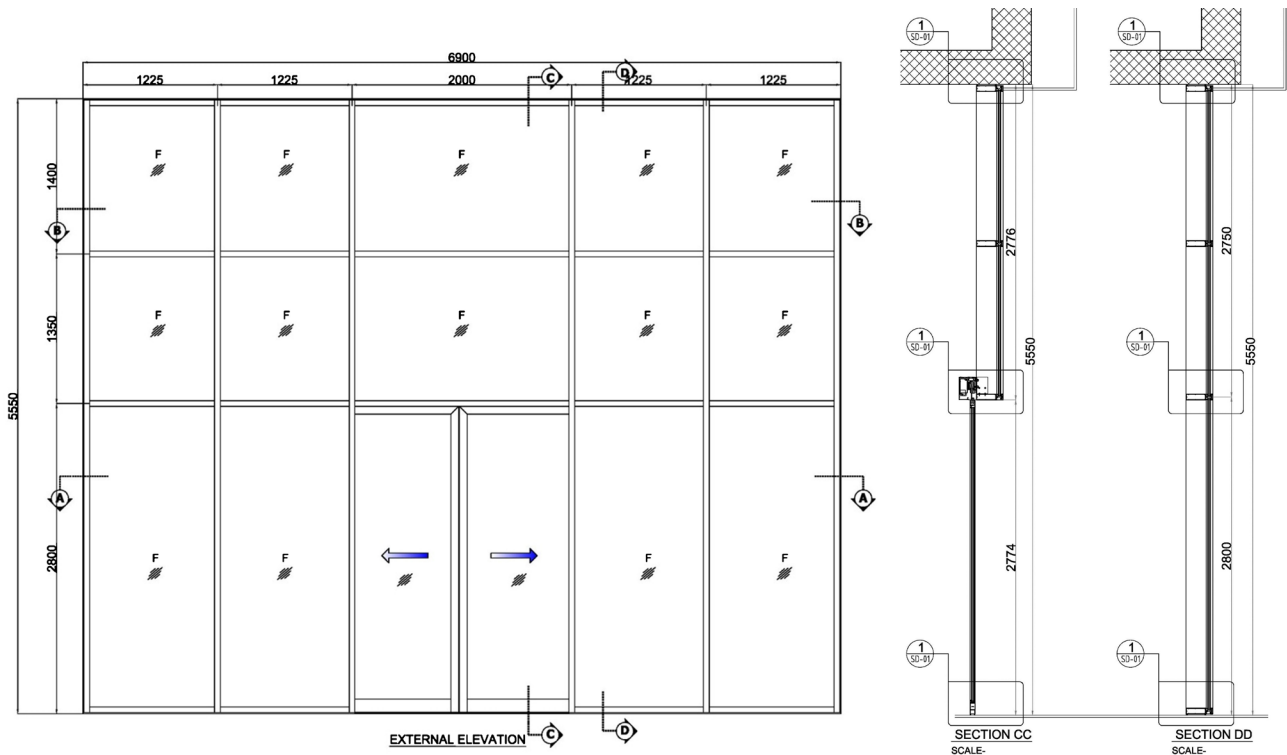 6900
1225 1225 2000 1225 1225
C D
F F F F F
1400
B B
1350
F F F F F
5550
A A
2800
F F F F
C D
EXTERNAL ELEVATION
1
SD-01
2776
1
SD-01
5550
2774
1
SD-01
SECTION CC
SCALE-
1
SD-01
2750
1
SD-01
5550
2800
1
SD-01
SECTION DD
SCALE-